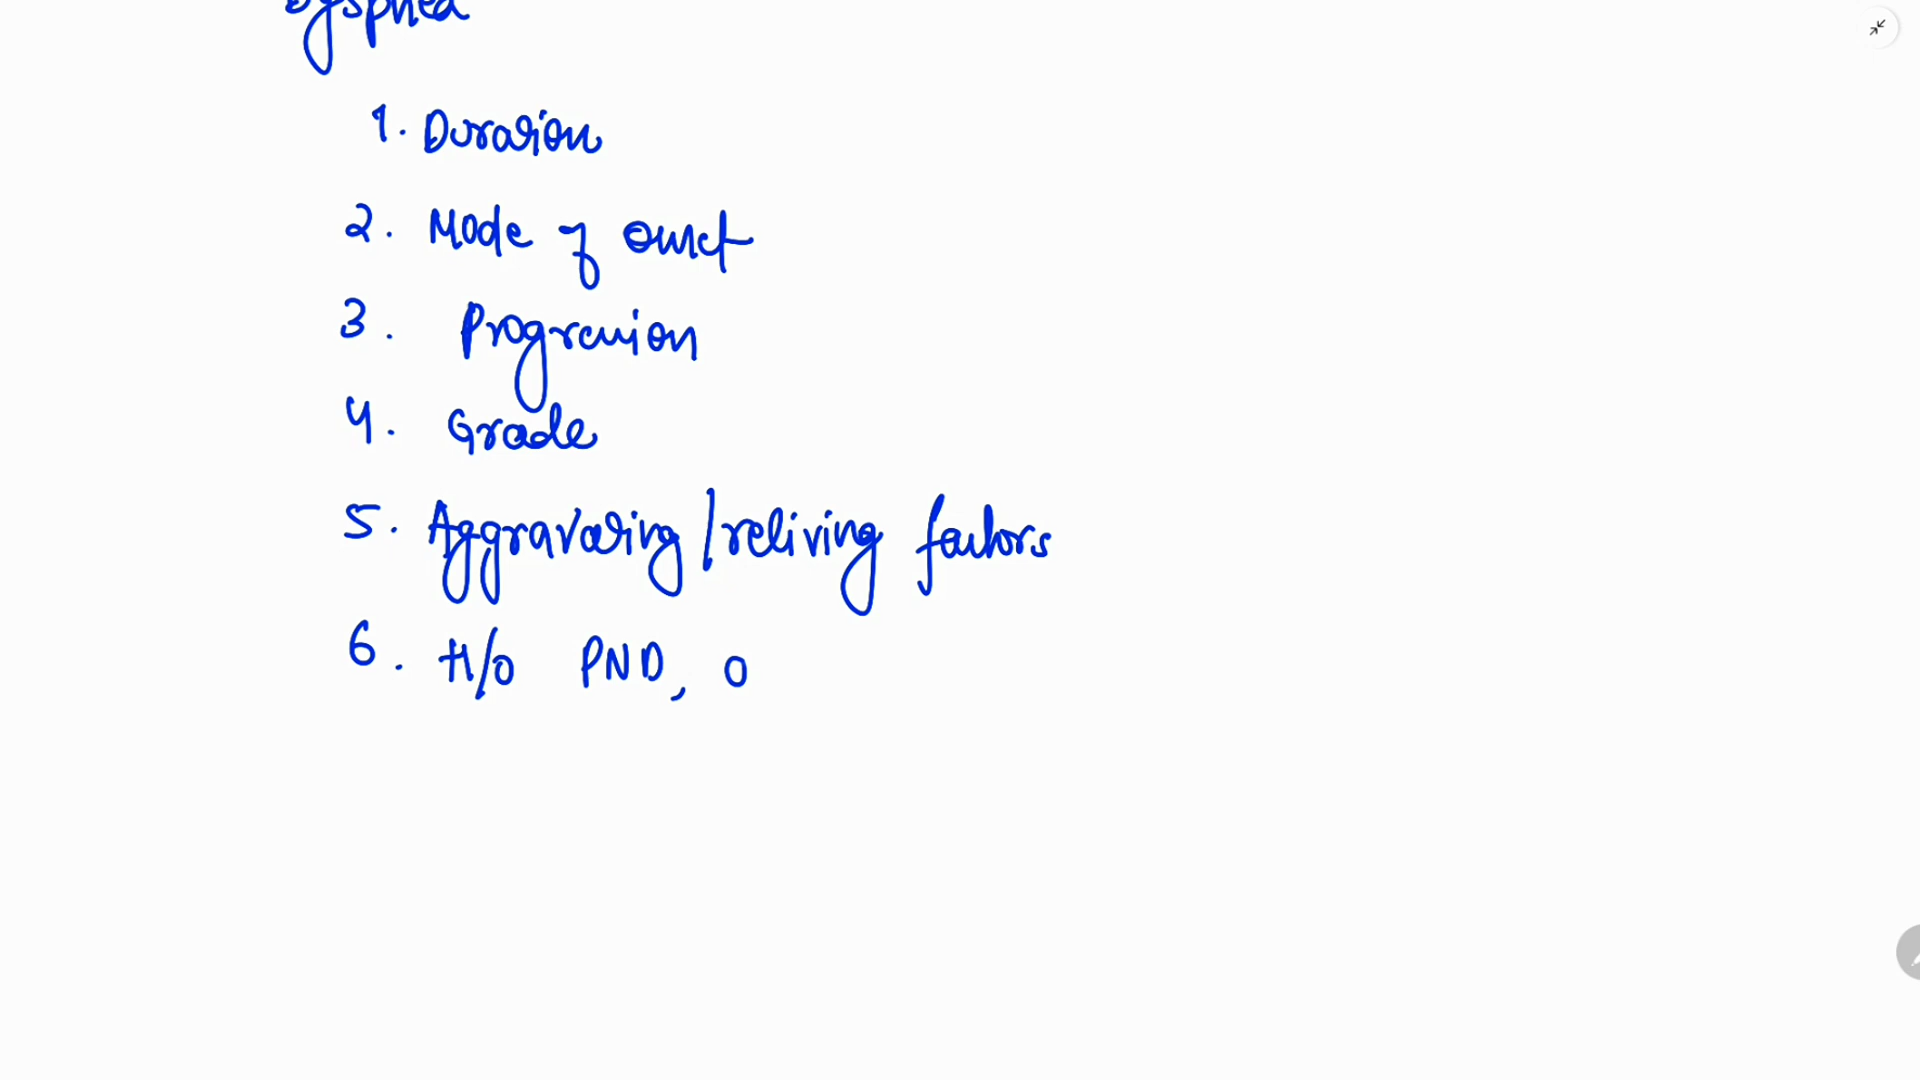 Dyspnea
1. Duration
2. Mode of onset
3. Progression
4. Grade
5. Aggravating/reliving factors
6. H/o PND, O